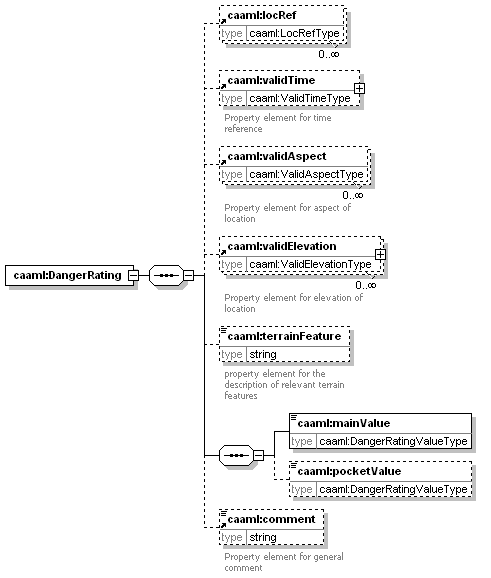 caaml:locRef
type caaml:LocRefType
0..∞
caaml:validTime
type caaml:ValidTimeType
Property element for time
reference
caaml:validAspect
type caaml:ValidAspectType
0..∞
Property element for aspect of
location
caaml:validElevation
type caaml:ValidElevationType
0..∞
Property element for elevation of
location
caaml:DangerRating
caaml:terrainFeature
type string
property element for the
description of relevant terrain
features
caaml:mainValue
type caaml:DangerRatingValueType
caaml:pocketValue
type caaml:DangerRatingValueType
caaml:comment
type string
Property element for general
comment